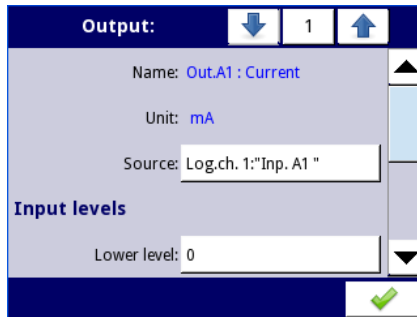 Output: 1
Name: Out.A1 : Current
Unit: mA
Source: Log.ch. 1:"Inp. A1 "
Input levels
Lower level: 0